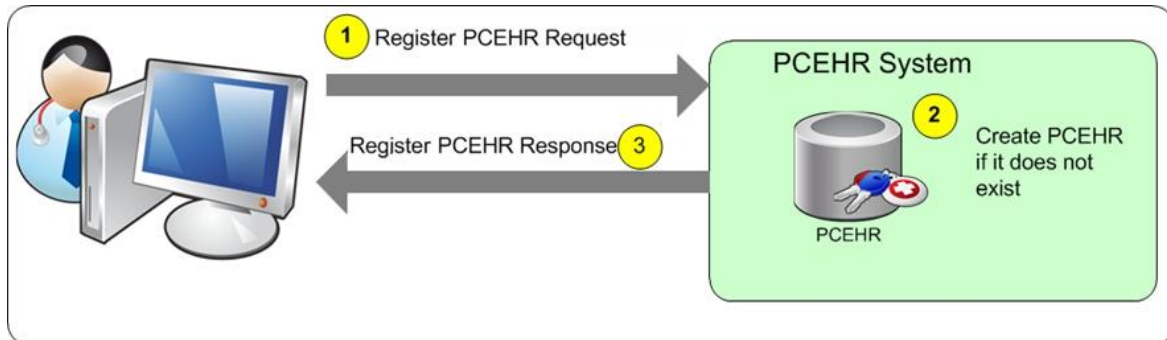 1 Register PCEHR Request
Register PCEHR Response 3
PCEHR System
2
Create PCEHR
if it does not
exist
PCEHR